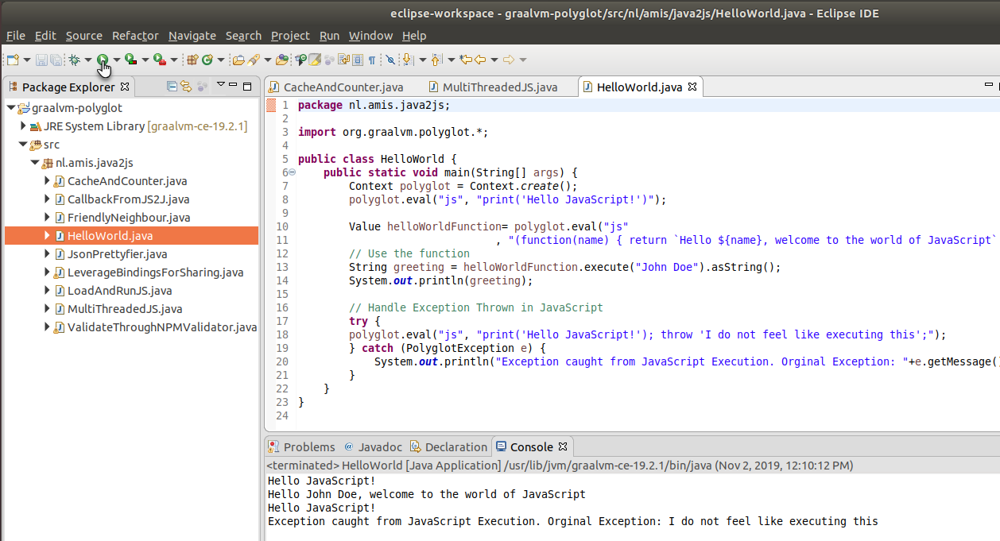 eclipse-workspace - graalvm-polyglot/src/nl/amis/java2js/HelloWorld.java - Eclipse IDE
File Edit Source Refactor Navigate Search Project Run Window Help
Package Explorer
graalvm-polyglot
JRE System Library [graalvm-ce-19.2.1]
src
nl.amis.java2js
CacheAndCounter.java
CallbackFromJS2J.java
FriendlyNeighbour.java
HelloWorld.java
JsonPrettyfier.java
LeverageBindingsForSharing.java
LoadAndRunJS.java
MultiThreadedJS.java
ValidateThroughNPMValidator.java
CacheAndCounter.java MultiThreadedJS.java HelloWorld.java
1 package nl.amis.java2js;
2
3 import org.graalvm.polyglot.*;
4
5 public class HelloWorld {
6 public static void main(String[] args) {
7 Context polyglot = Context.create();
8 polyglot.eval("js", "print('Hello JavaScript!')");
9
10 Value helloWorldFunction= polyglot.eval("js"
11 , "(function(name) { return `Hello ${name}, welcome to the world of JavaScript`
12 // Use the function
13 String greeting = helloWorldFunction.execute("John Doe").asString();
14 System.out.println(greeting);
15
16 // Handle Exception Thrown in JavaScript
17 try {
18 polyglot.eval("js", "print('Hello JavaScript!'); throw 'I do not feel like executing this';");
19 } catch (PolyglotException e) {
20 System.out.println("Exception caught from JavaScript Execution. Orginal Exception: "+e.getMessage(
21 }
22 }
23 }
24
Problems @ Javadoc Declaration Console
<terminated> HelloWorld [Java Application] /usr/lib/jvm/graalvm-ce-19.2.1/bin/java (Nov 2, 2019, 12:10:12 PM)
Hello JavaScript!
Hello John Doe, welcome to the world of JavaScript
Hello JavaScript!
Exception caught from JavaScript Execution. Orginal Exception: I do not feel like executing this